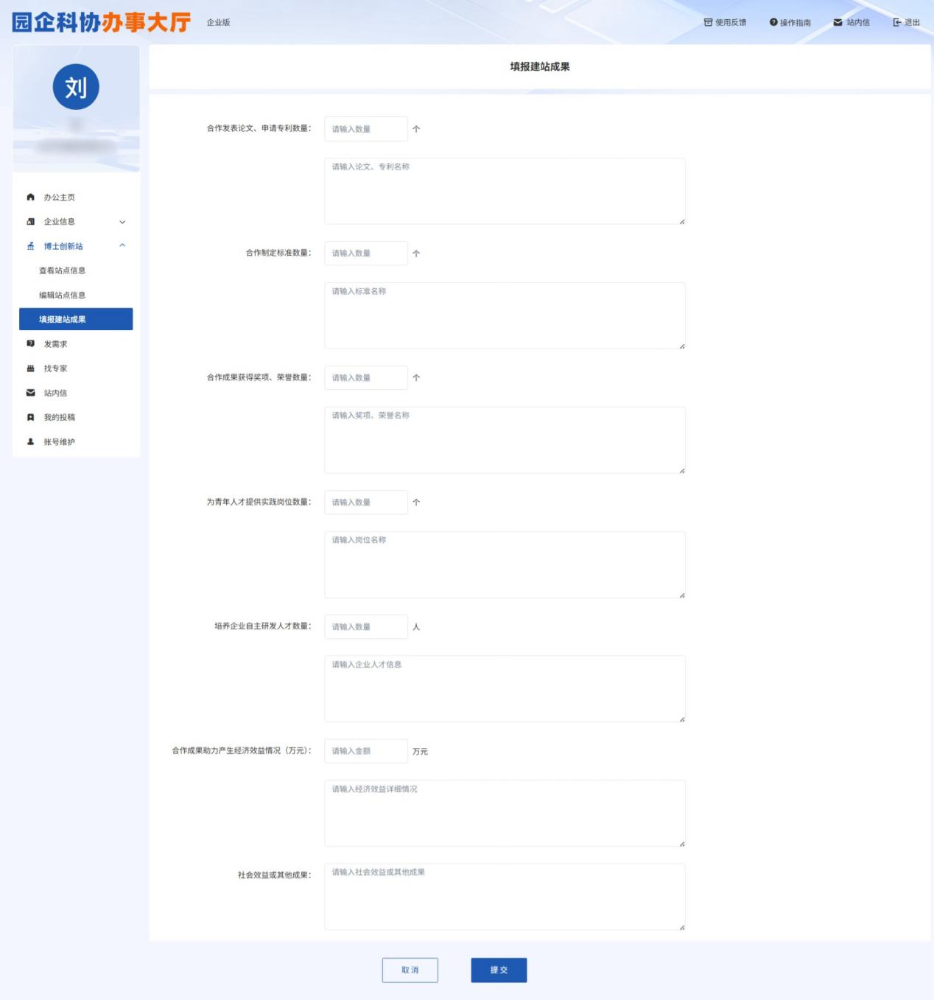 园企科协办事大厅 企业版
使用反馈 操作指南 站内信 退出
刘
办公主页
企业信息
博士创新站
查看站点信息
编辑站点信息
填报建站成果
发需求
找专家
站内信
我的投稿
账号维护
填报建站成果
合作发表论文、申请专利数量： 请输入数量 个
请输入论文、专利名称
合作制定标准数量： 请输入数量 个
请输入标准名称
合作成果获得奖项、荣誉数量： 请输入数量 个
请输入奖项、荣誉名称
为青年人才提供实践岗位数量： 请输入数量 个
请输入岗位名称
培养企业自主研发人才数量： 请输入数量 人
请输入企业人才信息
合作成果助力产生经济效益情况（万元）： 请输入金额 万元
请输入经济效益详细情况
社会效益或其他成果： 请输入社会效益或其他成果
取消 提交